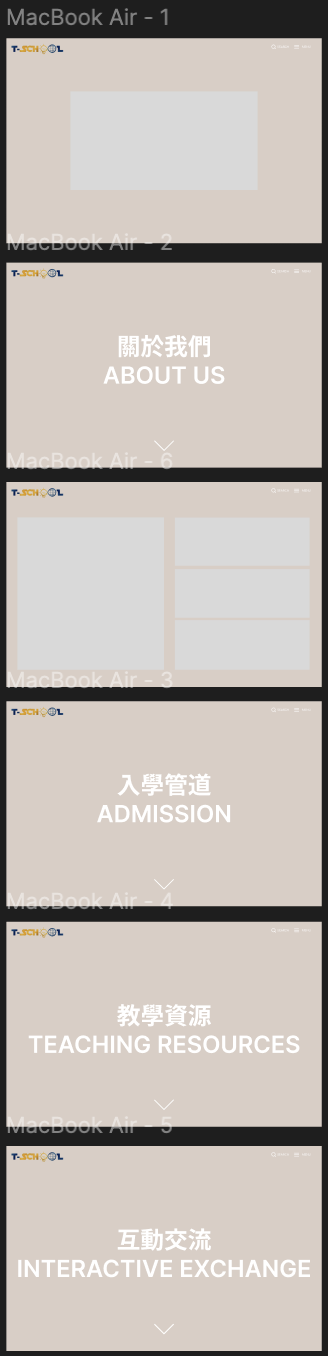 MacBook Air - 1
T-SCHOOL
MENU
MacBook Air - 2
T-SCHOOL
關於我們
ABOUT US
MacBook Air - 6
T-SCHOOL
MacBook Air - 3
T-SCHOOL
入學管道
ADMISSION
MacBook Air - 4
T-SCHOOL
教學資源
TEACHING RESOURCES
MacBook Air - 5
T-SCHOOL
互動交流
INTERACTIVE EXCHANGE